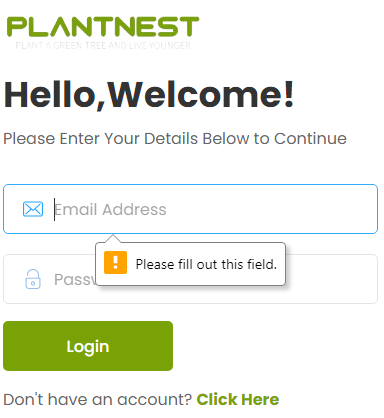 PLANTNEST
PLANT A GREEN TREE AND LIVE YOUNGER
Hello,Welcome!
Please Enter Your Details Below to Continue
Email Address
Please fill out this field.
Login
Don't have an account? Click Here